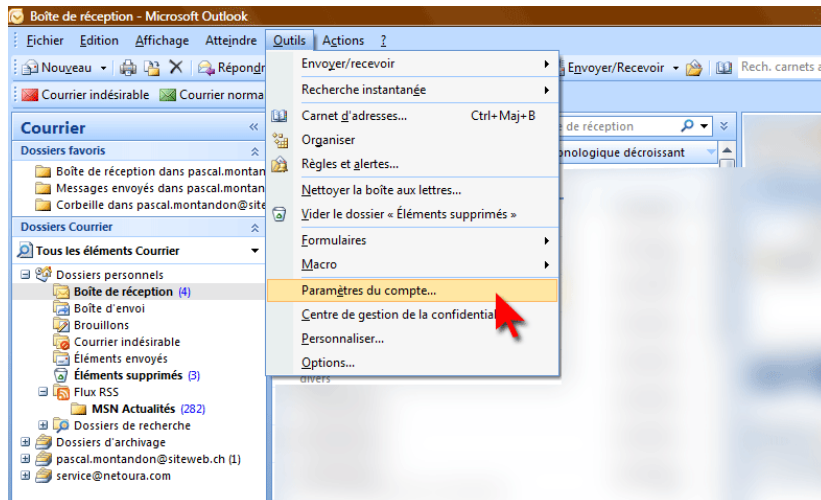 Boîte de réception - Microsoft Outlook
Fichier Edition Affichage Atteindre Outils Actions ?
Nouveau Répondr Envoyer/Recevoir Rech. carnets a
Courrier indésirable Courrier norma
Envoyer/recevoir
Recherche instantanée
Carnet d'adresses... Ctrl+Maj+B
Organiser
Règles et alertes...
Nettoyer la boîte aux lettres...
Vider le dossier « Éléments supprimés »
Formulaires
Macro
Paramètres du compte...
Centre de gestion de la confidential
Personnaliser...
Options...
Courrier
Dossiers favoris
Boîte de réception dans pascal.montan
Messages envoyés dans pascal.montan
Corbeille dans pascal.montandon@site
Dossiers Courrier
Tous les éléments Courrier
Dossiers personnels
Boîte de réception (4)
Boîte d'envoi
Brouillons
Courrier indésirable
Éléments envoyés
Éléments supprimés (3)
Flux RSS
MSN Actualités (282)
Dossiers de recherche
Dossiers d'archivage
pascal.montandon@siteweb.ch (1)
service@netoura.com
de réception
onologique décroissant
divers